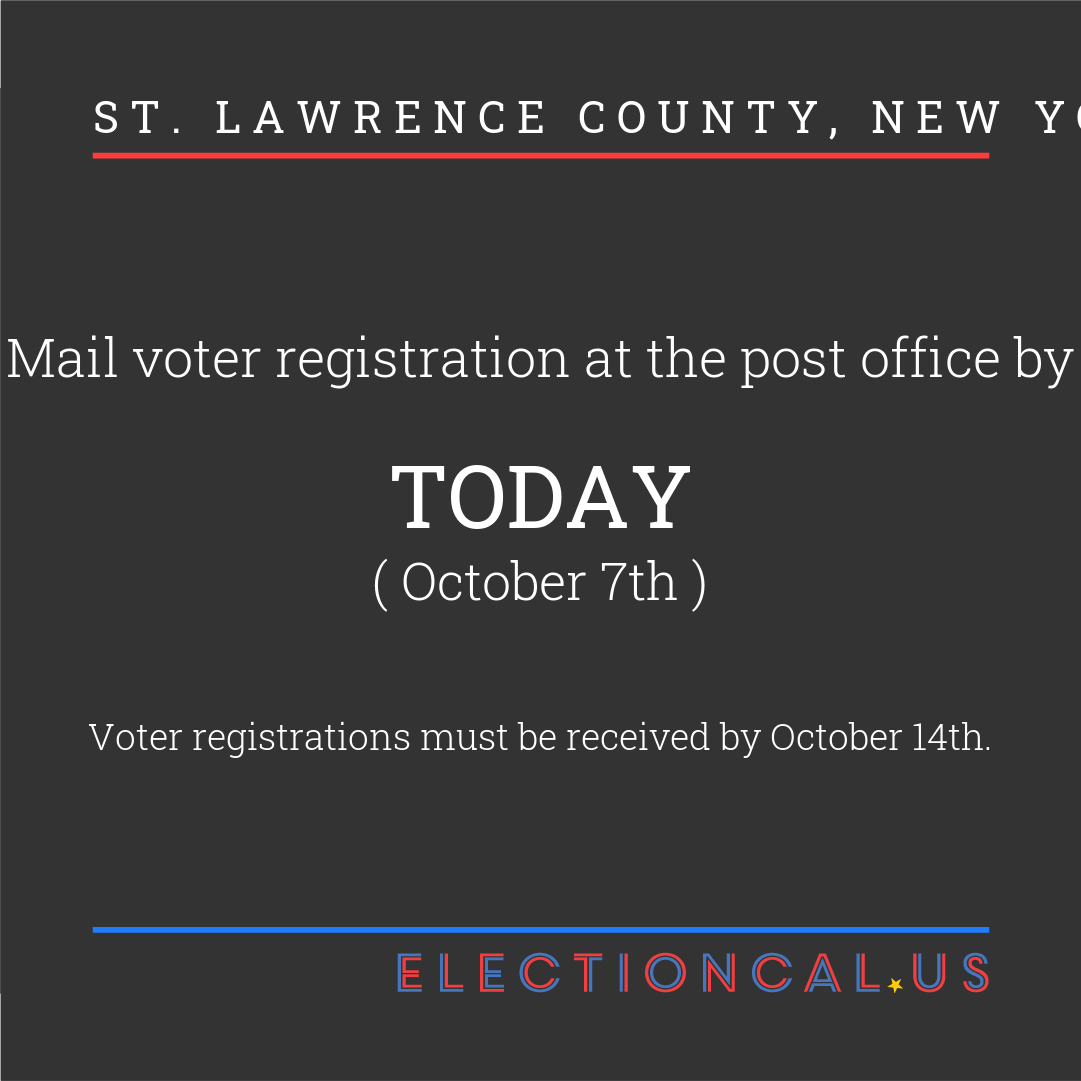 ST. LAWRENCE COUNTY, NEW
Mail voter registration at the post office by
TODAY
( October 7th )
Voter registrations must be received by October 14th.
ELECTIONCAL.US